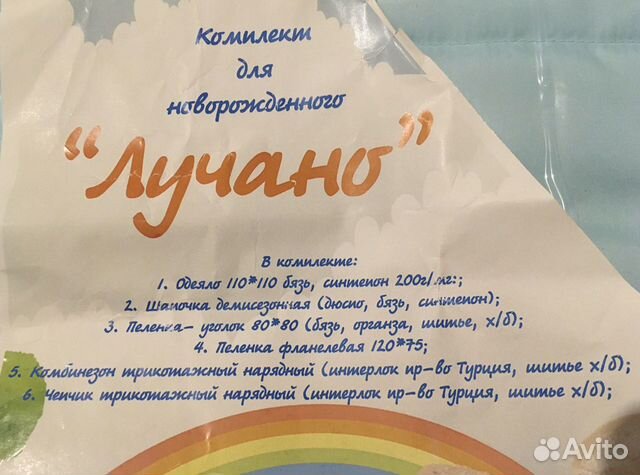 Комплект
для
новорожденного
"Лучано"
В комплекте:
1. Одеяло 110*110 бязь, синтепон 200г/мг:;
2. Шапочка демисезонная (дюспо, бязь, синтепон);
3. Пеленка- уголок 80*80 (бязь, органза, шитье, х/б);
4. Пеленка фланелевая 120*75;
5. Комбинезон трикотажный нарядный (интерлок пр-во Турция, шитье х/б);
6. Чепчик трикотажный нарядный (интерлок пр-во Турция, шитье х/б);
Avito